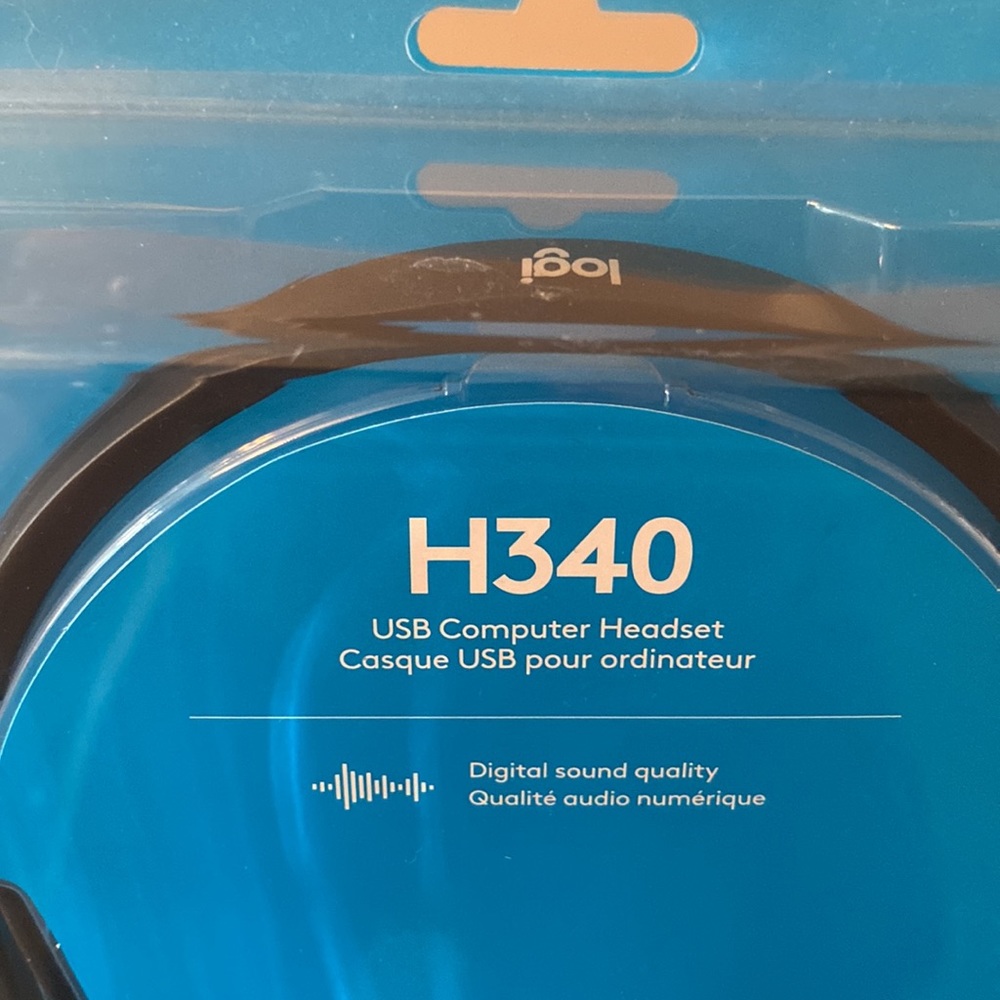 logi
H340
USB Computer Headset
Casque USB pour ordinateur
Digital sound quality
Qualité audio numérique